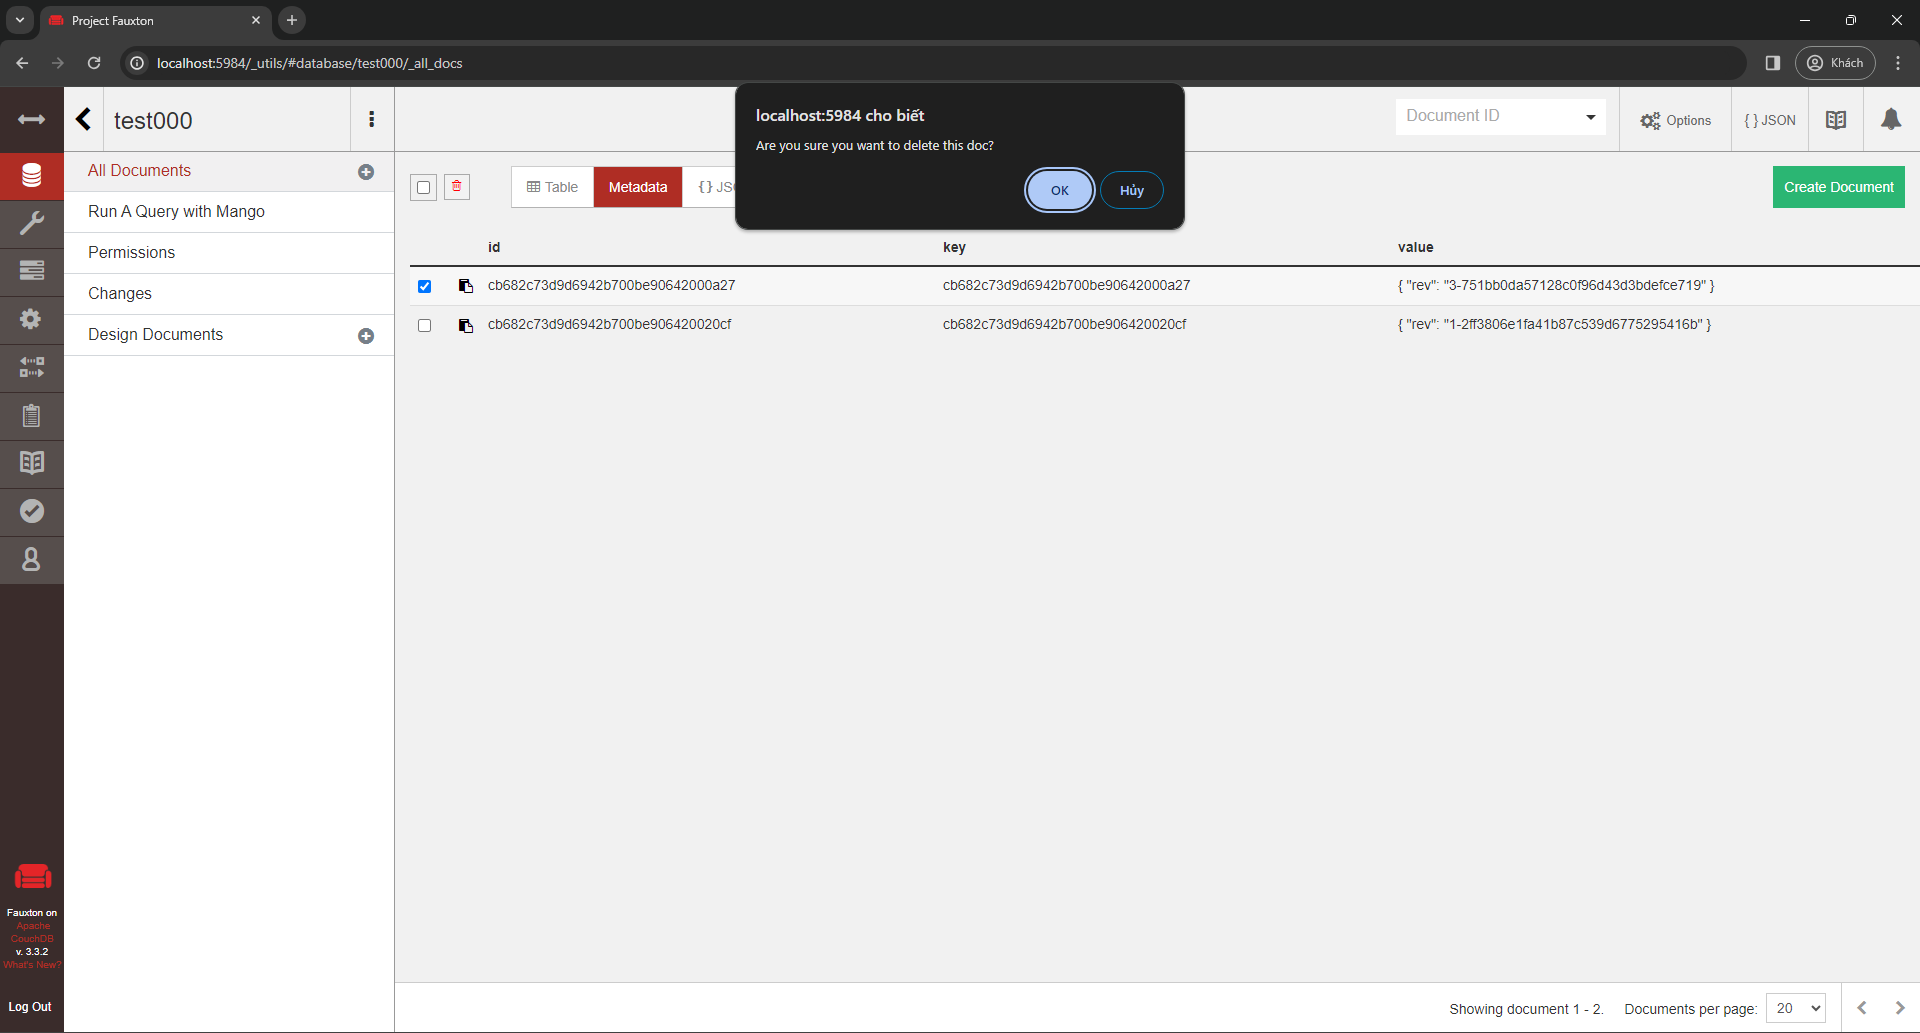 Project Fauxton
localhost:5984/_utils/#database/test000/_all_docs
Khách
test000
localhost:5984 cho biết
Are you sure you want to delete this doc?
OK
Hủy
Document ID
Options
{ } JSON
All Documents
Run A Query with Mango
Permissions
Changes
Design Documents
Table
Metadata
{ } JS
Create Document
id key value
cb682c73d9d6942b700be90642000a27 cb682c73d9d6942b700be90642000a27 { "rev": "3-751bb0da57128c0f96d43d3bdefce719" }
cb682c73d9d6942b700be906420020cf cb682c73d9d6942b700be906420020cf { "rev": "1-2ff3806e1fa41b87c539d6775295416b" }
Fauxton on
Apache
CouchDB
v. 3.3.2
What's New?
Log Out
Showing document 1 - 2. Documents per page: 20